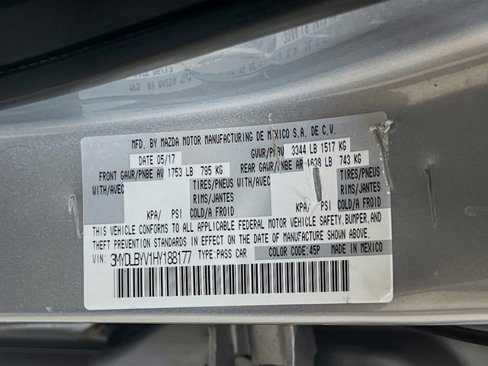 MFD. BY MAZDA MOTOR MANUFACTURING DE MEXICO S.A. DE C.V.
DATE 05/17 GVWR/PNBV 3344 LB 1517 KG
FRONT GAWR/PNBE AV 1753 LB 795 KG REAR GAWR/PNBE AR 1638 LB 743 KG
WITH/AVEC TIRES/PNEUS WITH/AVEC TIRES/PNEUS
RIMS/JANTES RIMS/JANTES
KPA/ PSI COLD/A FROID KPA/ PSI COLD/A FROID
THIS VEHICLE CONFORMS TO ALL APPLICABLE FEDERAL MOTOR VEHICLE SAFETY, BUMPER, AND
THEFT PREVENTION STANDARDS IN EFFECT ON THE DATE OF MANUFACTURE SHOWN ABOVE.
VIN: 3MYDLBYV1HY188177 TYPE: PASS CAR COLOR CODE: 45P MADE IN MEXICO